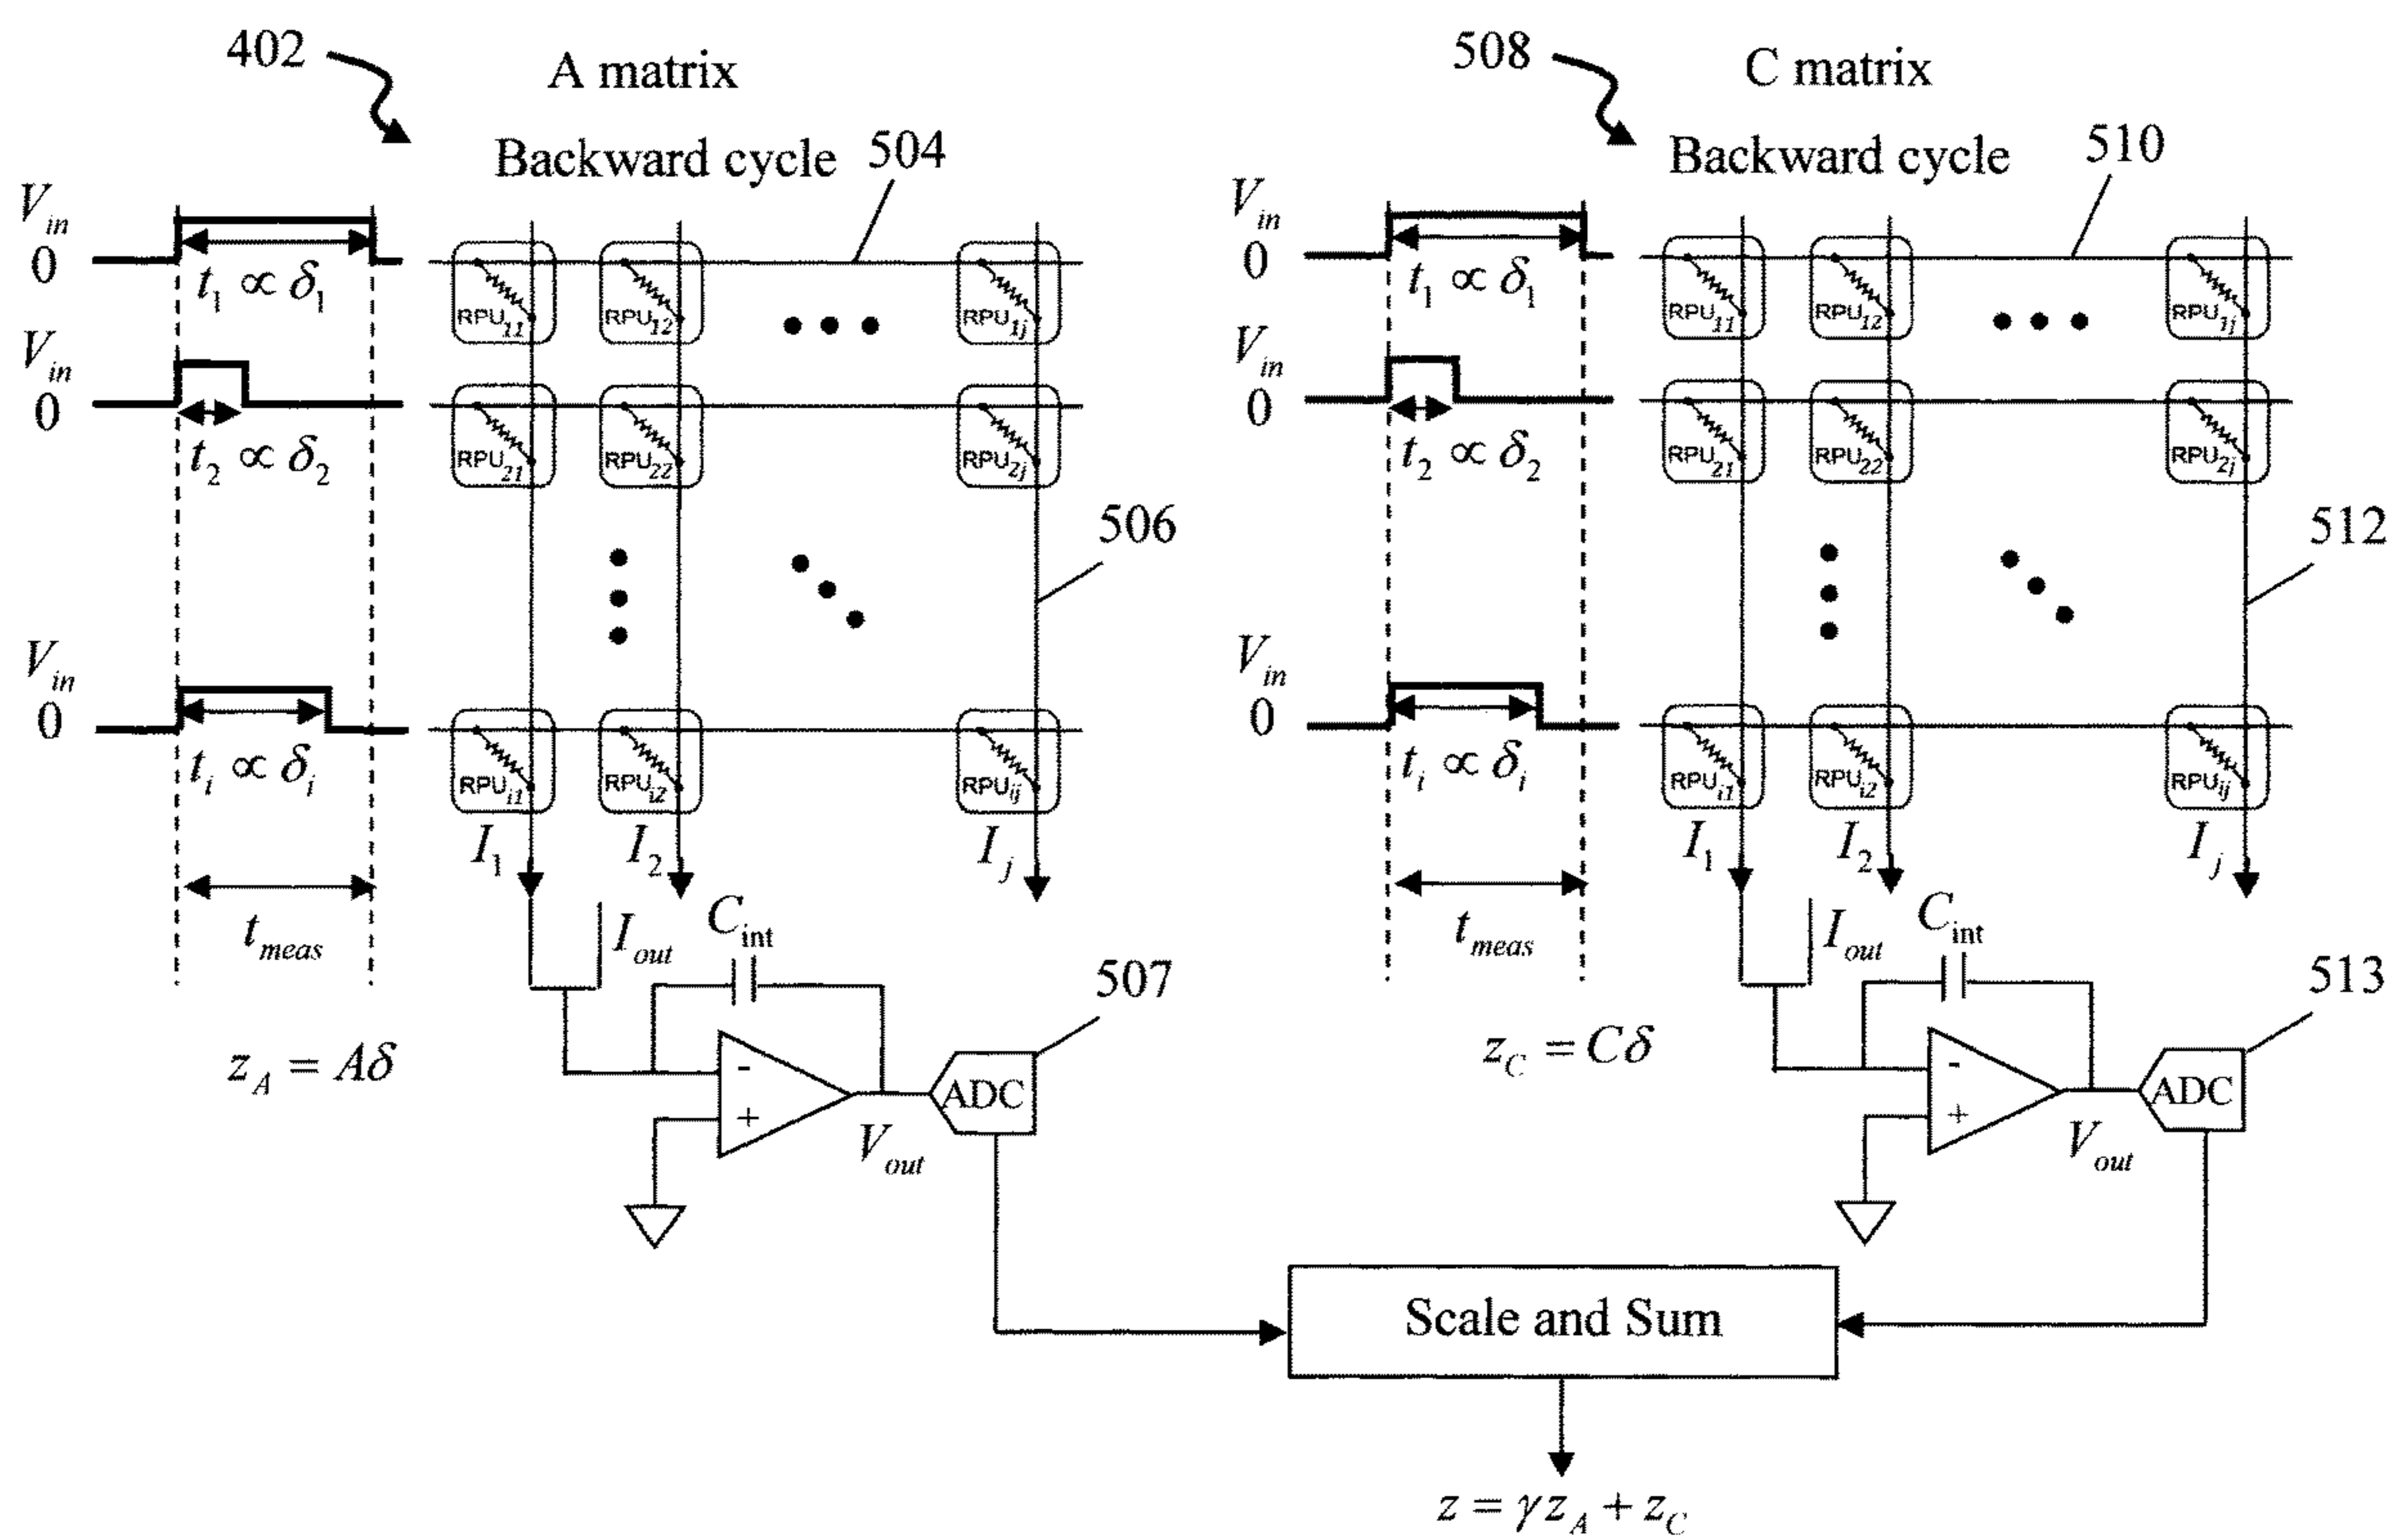 402
A matrix
Backward cycle
504
V_in
0
t_1 ∝ δ_1
RPU_11
RPU_12
RPU_1j
V_in
0
t_2 ∝ δ_2
RPU_21
RPU_22
RPU_2j
506
V_in
0
t_i ∝ δ_i
RPU_i1
RPU_i2
RPU_ij
I_1
I_2
I_j
t_meas
I_out
C_int
507
z_A = Aδ
-
+
ADC
V_out
508
C matrix
Backward cycle
510
V_in
0
t_1 ∝ δ_1
RPU_11
RPU_12
RPU_1j
V_in
0
t_2 ∝ δ_2
RPU_21
RPU_22
RPU_2j
512
V_in
0
t_i ∝ δ_i
RPU_i1
RPU_i2
RPU_ij
I_1
I_2
I_j
t_meas
I_out
C_int
513
z_C = Cδ
-
+
ADC
V_out
Scale and Sum
z = γz_A + z_C